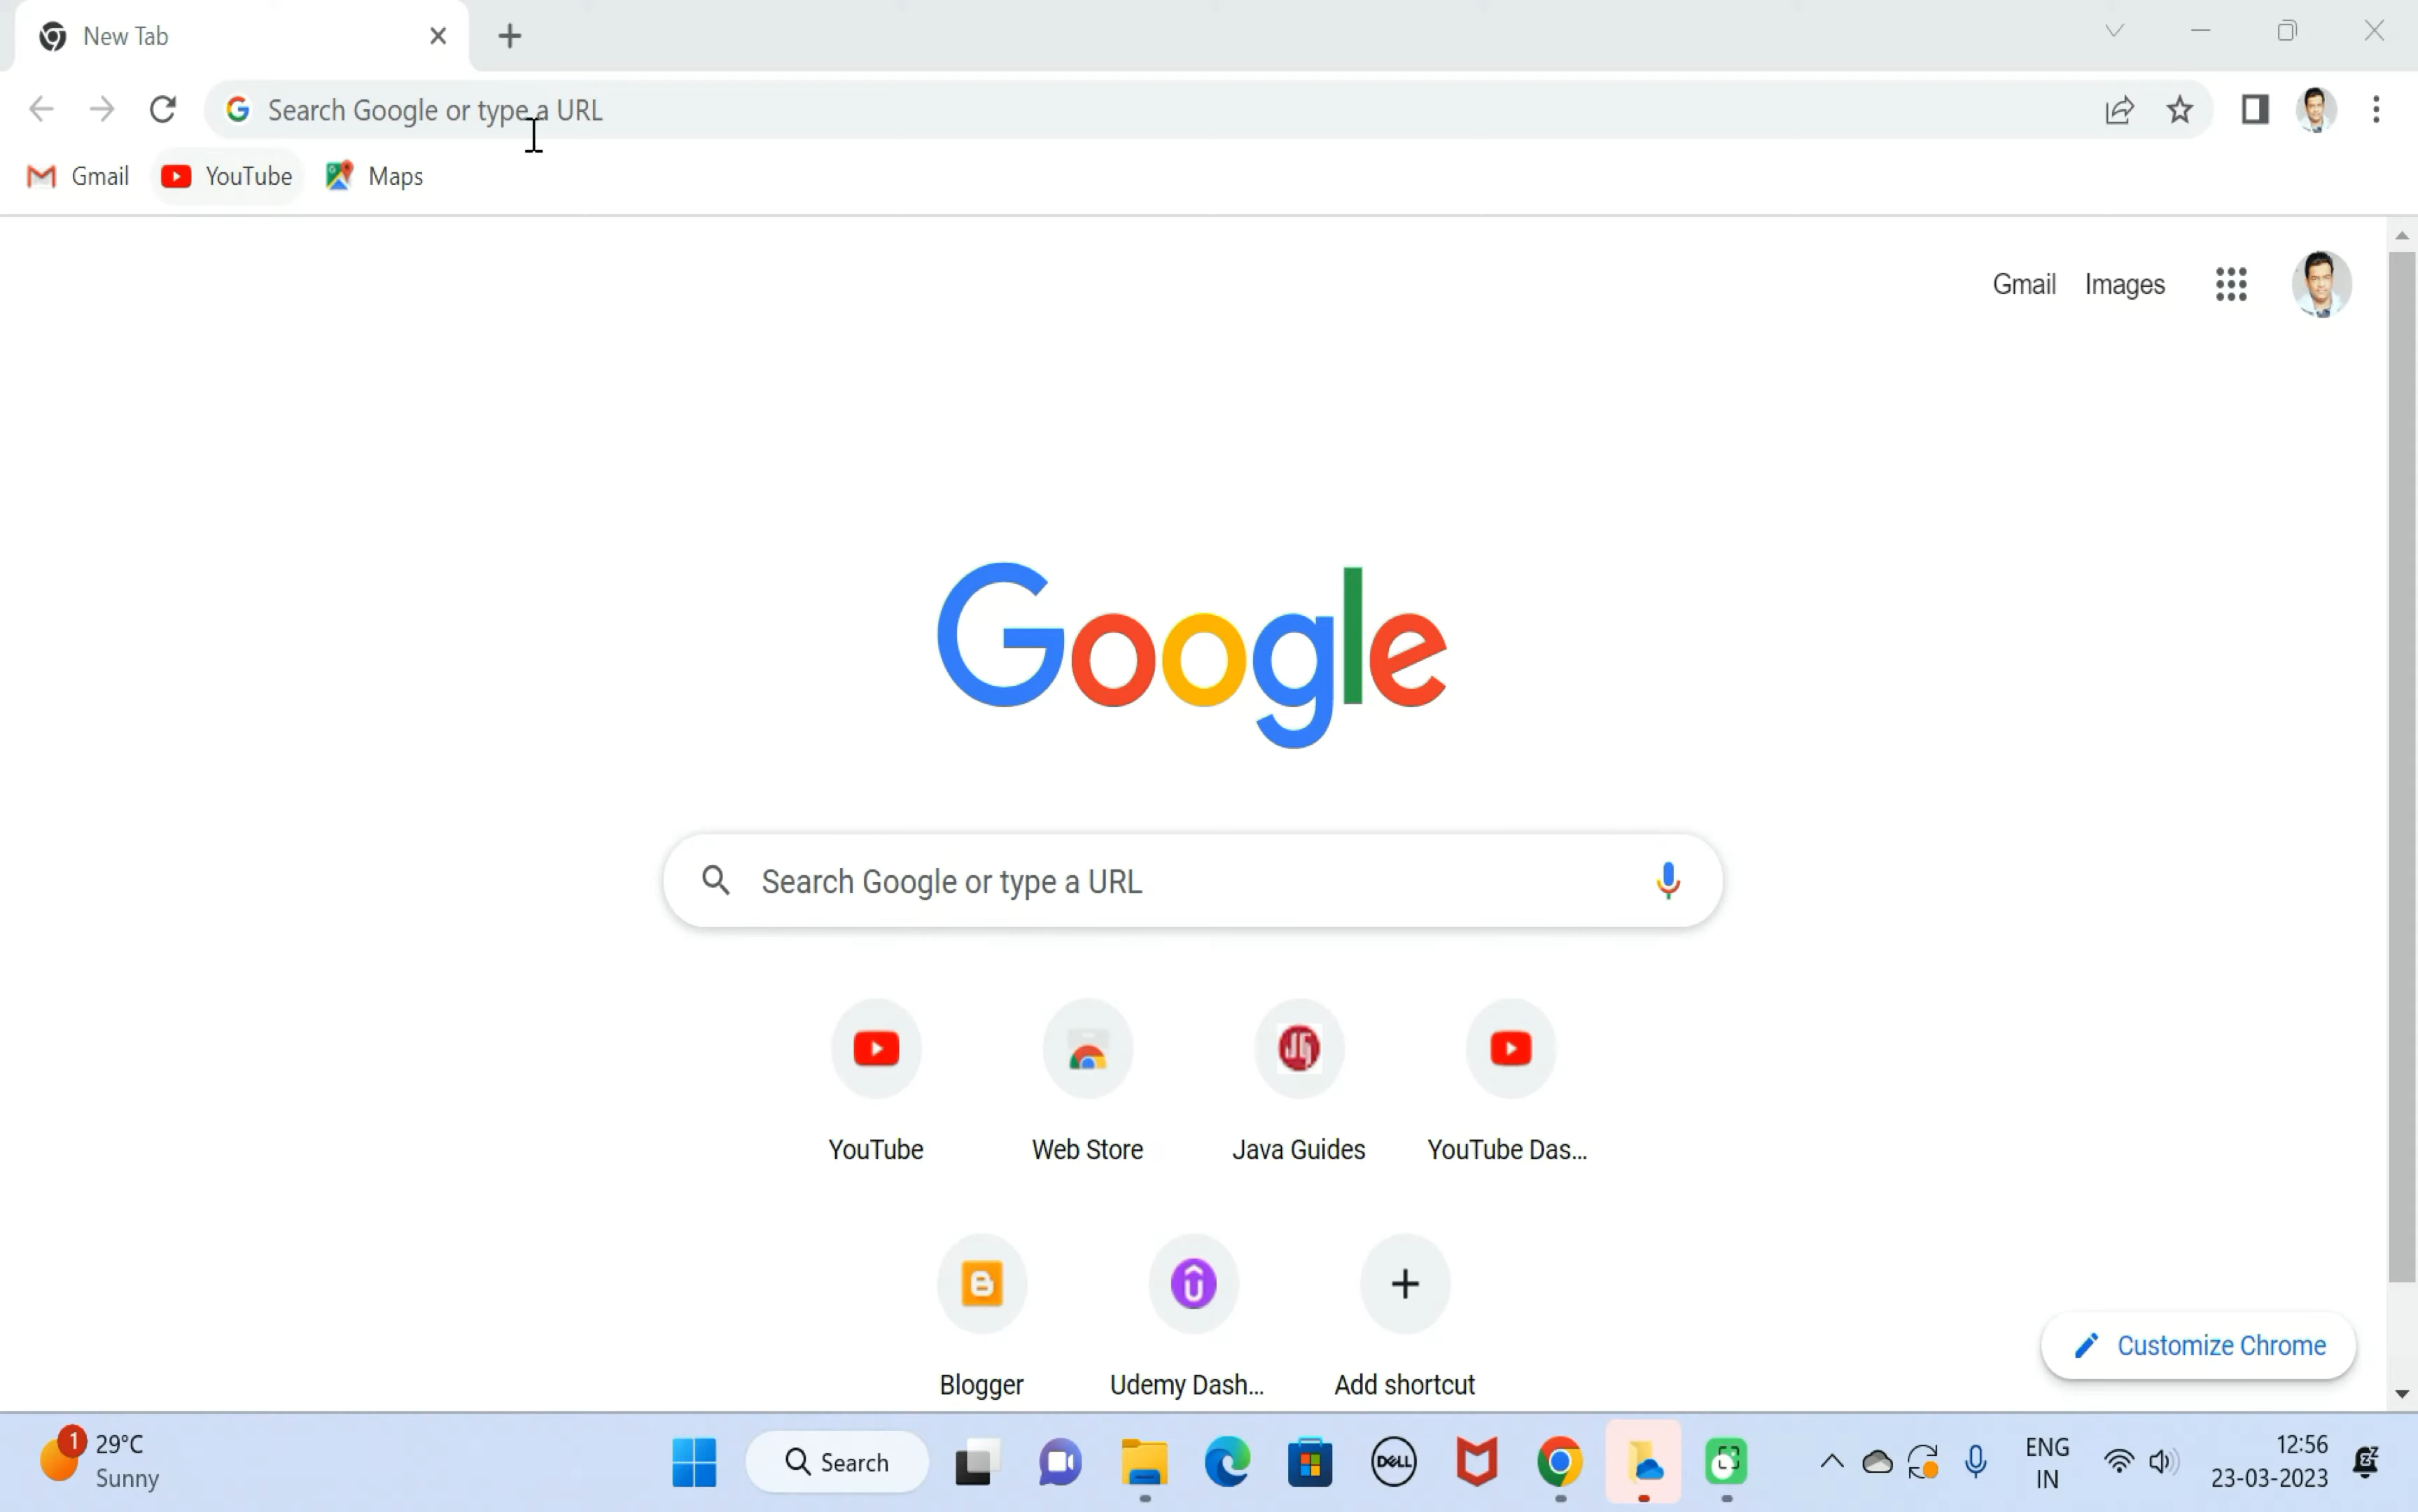 New Tab
Search Google or type a URL
Gmail YouTube Maps
Gmail Images
Google
Search Google or type a URL
YouTube Web Store Java Guides YouTube Das...
Blogger Udemy Dash... Add shortcut
Customize Chrome
1 29°C
Sunny
Search
DELL
ENG
IN
12:56
23-03-2023